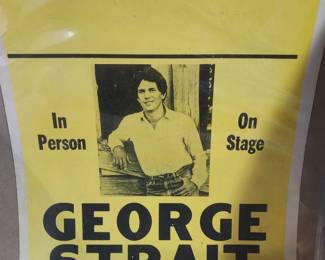 In
Person
On
Stage
GEORGE
STRAIT